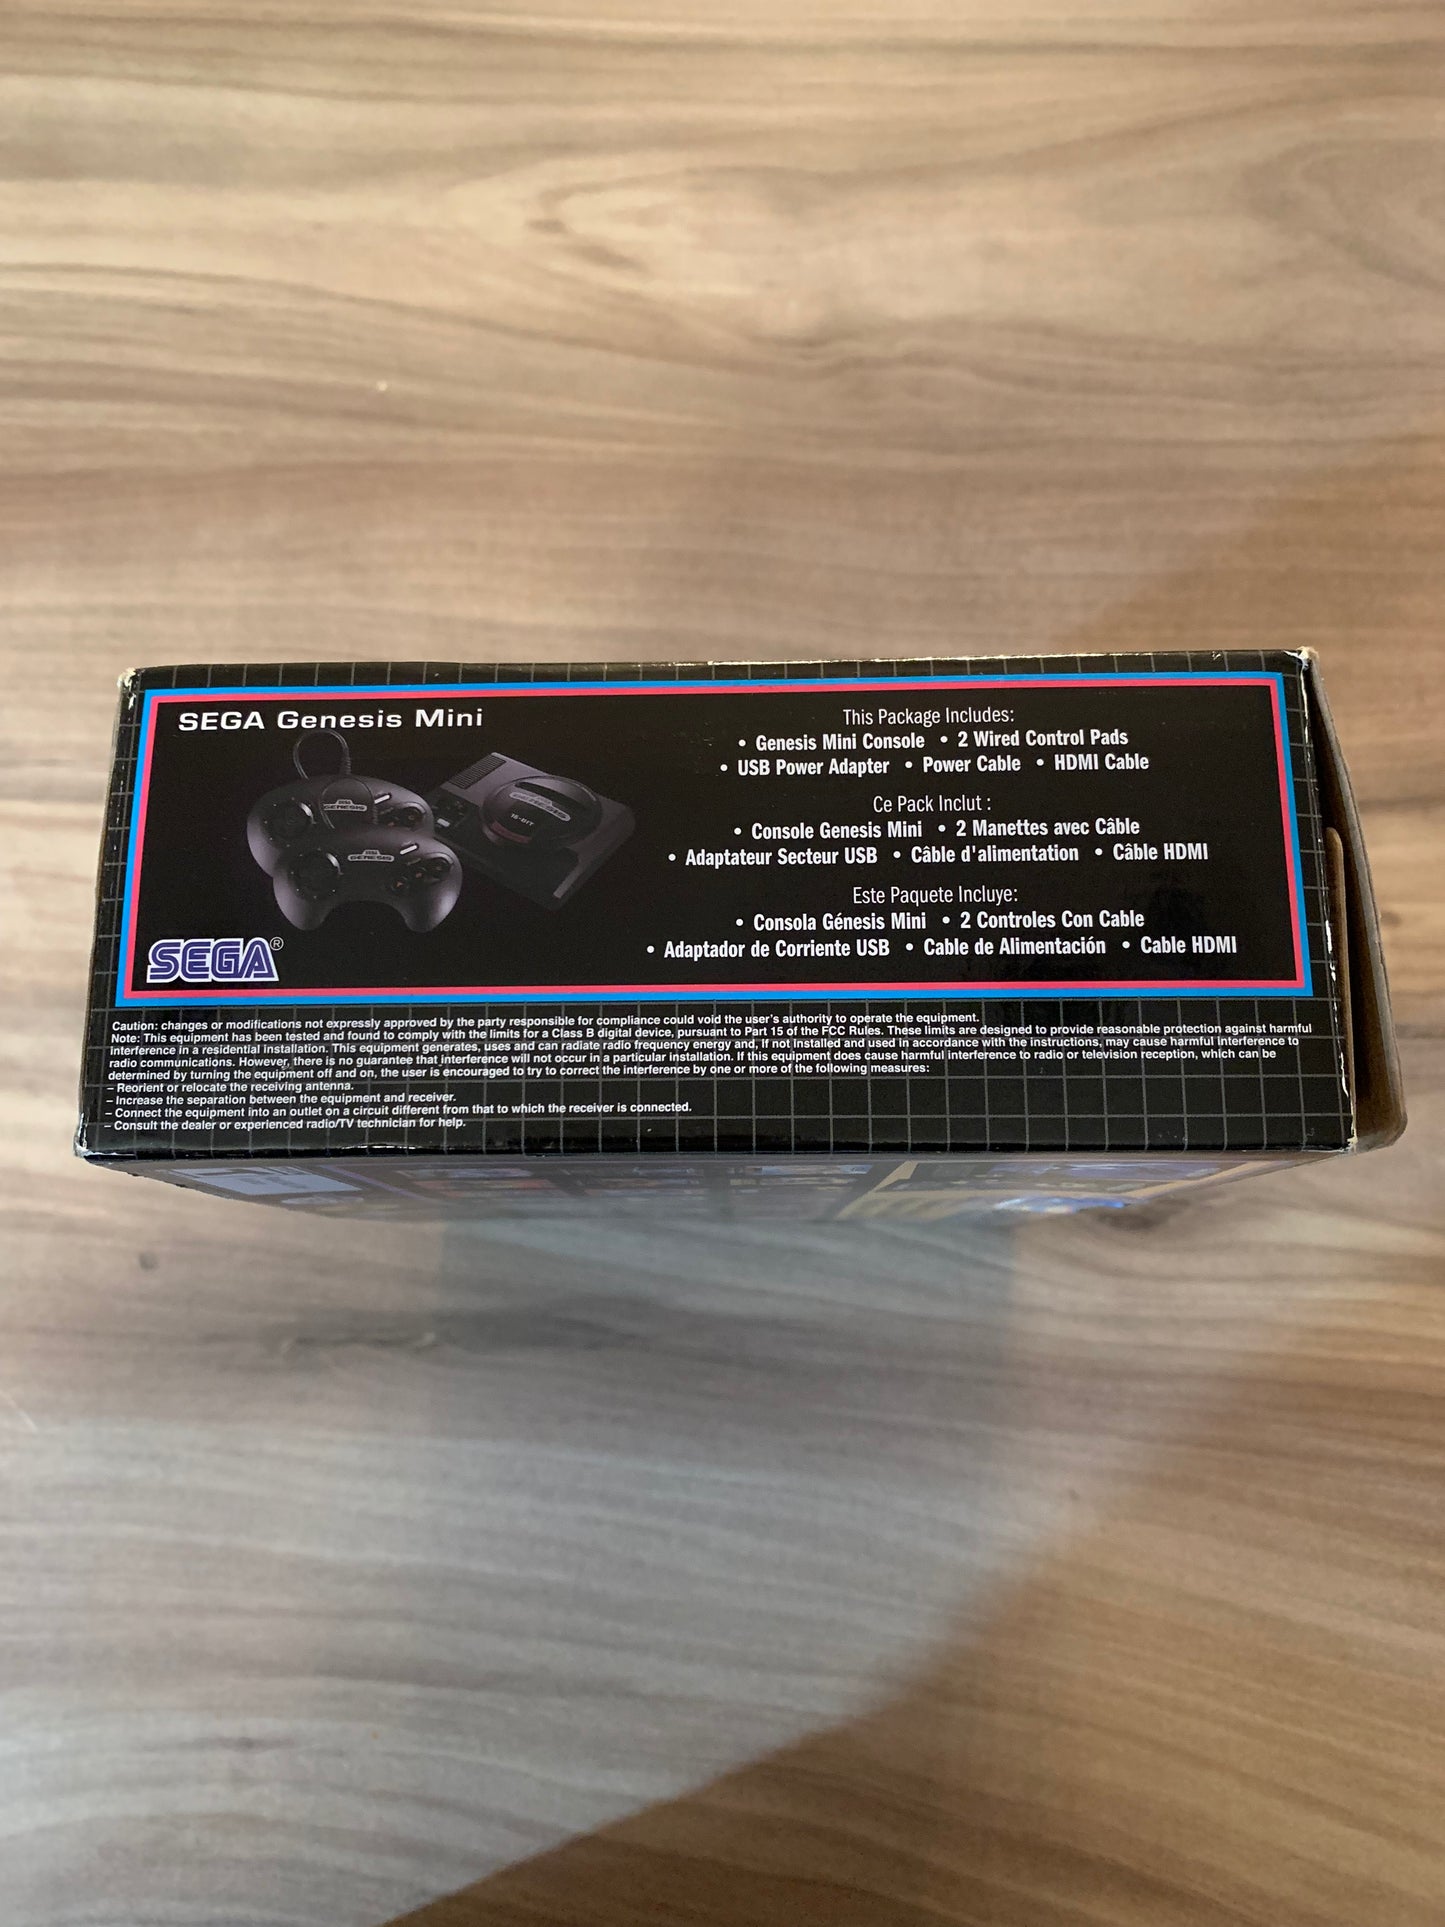 SEGA Genesis Mini
GENESIS
GENESIS
16-BIT
SEGA®
This Package Includes:
• Genesis Mini Console • 2 Wired Control Pads
• USB Power Adapter • Power Cable • HDMI Cable
Ce Pack Inclut :
• Console Genesis Mini • 2 Manettes avec Câble
• Adaptateur Secteur USB • Câble d'alimentation • Câble HDMI
Este Paquete Incluye:
• Consola Génesis Mini • 2 Controles Con Cable
• Adaptador de Corriente USB • Cable de Alimentación • Cable HDMI
Caution: changes or modifications not expressly approved by the party responsible for compliance could void the user's authority to operate the equipment.
Note: This equipment has been tested and found to comply with the limits for a Class B digital device, pursuant to Part 15 of the FCC Rules. These limits are designed to provide reasonable protection against harmful
interference in a residential installation. This equipment generates, uses and can radiate radio frequency energy and, if not installed and used in accordance with the instructions, may cause harmful interference to
radio communications. However, there is no guarantee that interference will not occur in a particular installation. If this equipment does cause harmful interference to radio or television reception, which can be
determined by turning the equipment off and on, the user is encouraged to try to correct the interference by one or more of the following measures:
– Reorient or relocate the receiving antenna.
– Increase the separation between the equipment and receiver.
– Connect the equipment into an outlet on a circuit different from that to which the receiver is connected.
– Consult the dealer or experienced radio/TV technician for help.